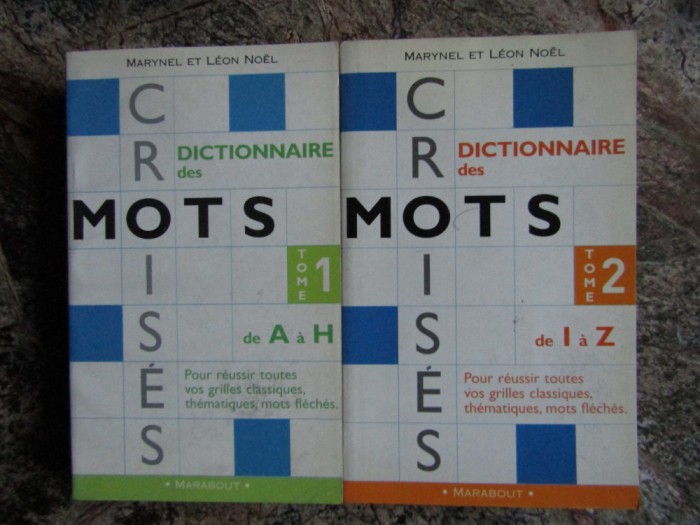 MARYNEL ET LÉON NOËL
DICTIONNAIRE
des
MOTS
CROISÉS
TOME 1
de A à H
Pour réussir toutes
vos grilles classiques,
thématiques, mots fléchés.
• MARABOUT •
MARYNEL ET LÉON NOËL
DICTIONNAIRE
des
MOTS
CROISÉS
TOME 2
de I à Z
Pour réussir toutes
vos grilles classiques,
thématiques, mots fléchés.
• MARABOUT •